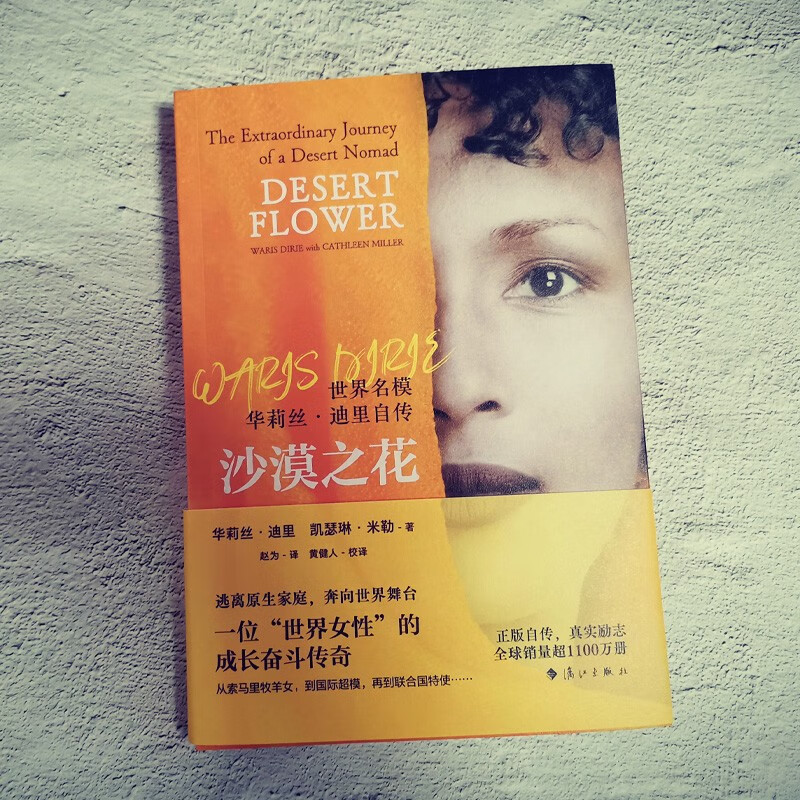 The Extraordinary Journey
of a Desert Nomad
DESERT
FLOWER
WARIS DIRIE with CATHLEEN MILLER
WARIS DIRIE
世界名模
华莉丝·迪里自传
沙漠之花
华莉丝·迪里 凯瑟琳·米勒-著
赵为-译 黄健人-校译
逃离原生家庭，奔向世界舞台
一位“世界女性”的
成长奋斗传奇
从索马里牧羊女，到国际超模，再到联合国特使……
正版自传，真实励志
全球销量超1100万册
漓江出版社